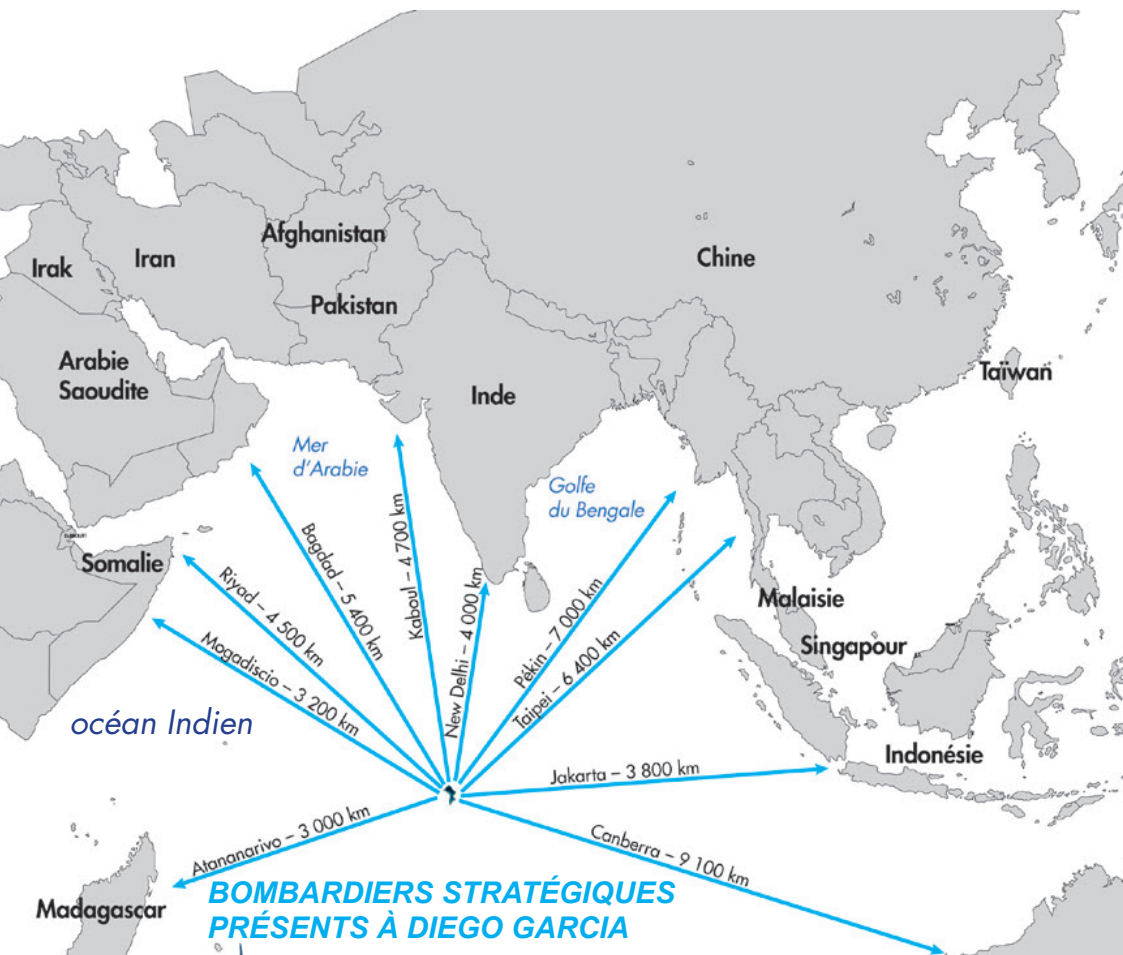 Chine
Afghanistan
Iran
Irak
Pakistan
Arabie
Saoudite
Taïwan
Inde
Mer
d'Arabie
Golfe
du Bengale
Somalie
Malaisie
Singapour
océan Indien
Indonésie
Mogadiscio – 3 200 km
Riyad – 4 500 km
Bagdad – 5 400 km
Kaboul – 4 700 km
New Delhi – 4 000 km
Pékin – 7 000 km
Taipei – 6 400 km
Jakarta – 3 800 km
Canberra – 9 100 km
Atananarivo – 3 000 km
Madagascar
BOMBARDIERS STRATÉGIQUES
PRÉSENTS À DIEGO GARCIA